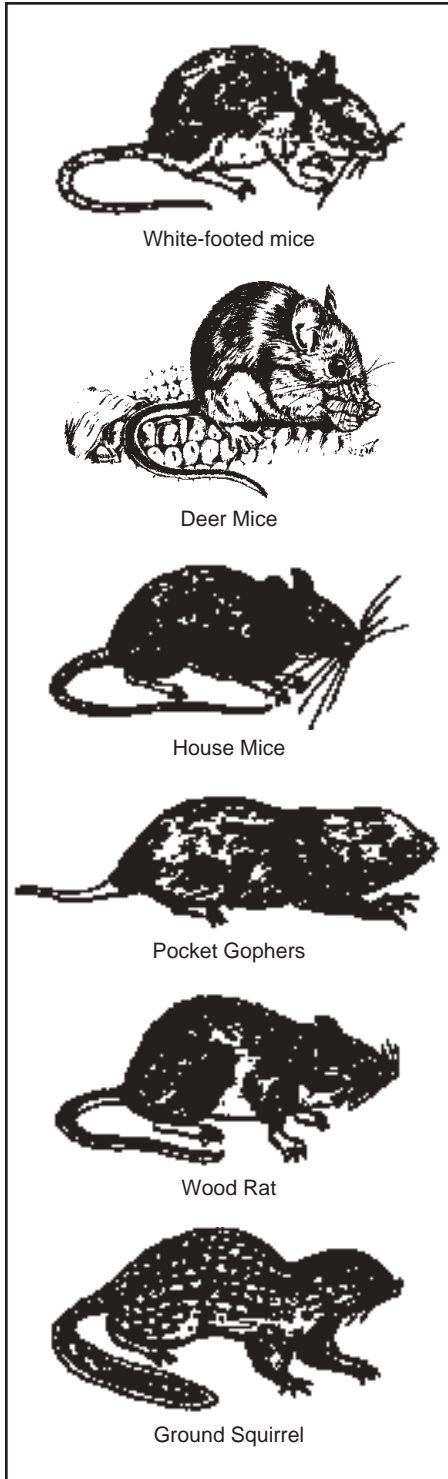 White-footed mice
Deer Mice
House Mice
Pocket Gophers
Wood Rat
Ground Squirrel